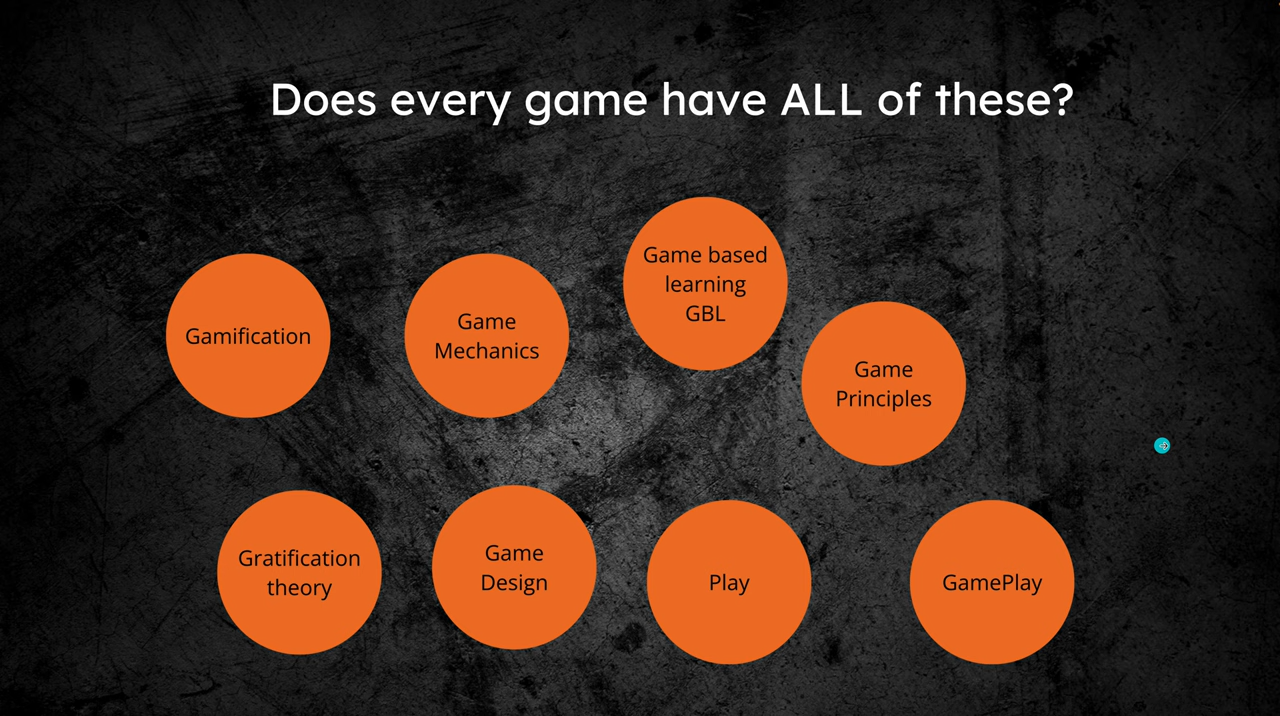 Does every game have ALL of these?
Gamification
Game
Mechanics
Game based
learning
GBL
Game
Principles
Gratification
theory
Game
Design
Play
GamePlay